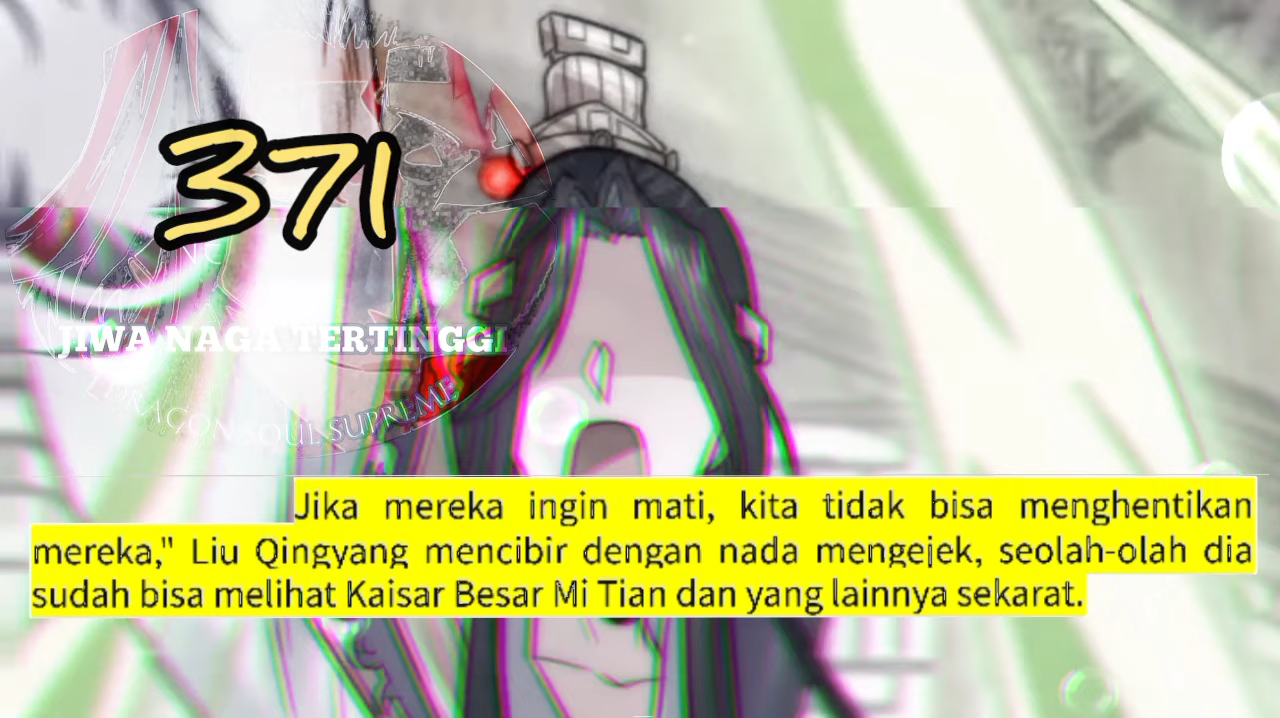 371
JIWA NAGA TERTINGGI
DRAGON SOUL SUPREME
Jika mereka ingin mati, kita tidak bisa menghentikan
mereka," Liu Qingyang mencibir dengan nada mengejek, seolah-olah dia
sudah bisa melihat Kaisar Besar Mi Tian dan yang lainnya sekarat.